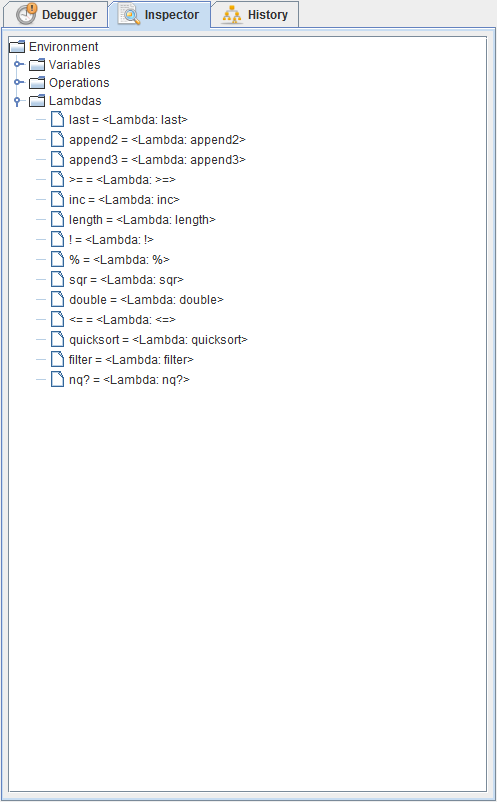 Debugger Inspector History
Environment
Variables
Operations
Lambdas
last = <Lambda: last>
append2 = <Lambda: append2>
append3 = <Lambda: append3>
>= = <Lambda: >=>
inc = <Lambda: inc>
length = <Lambda: length>
! = <Lambda: !>
% = <Lambda: %>
sqr = <Lambda: sqr>
double = <Lambda: double>
<= = <Lambda: <=>
quicksort = <Lambda: quicksort>
filter = <Lambda: filter>
nq? = <Lambda: nq?>